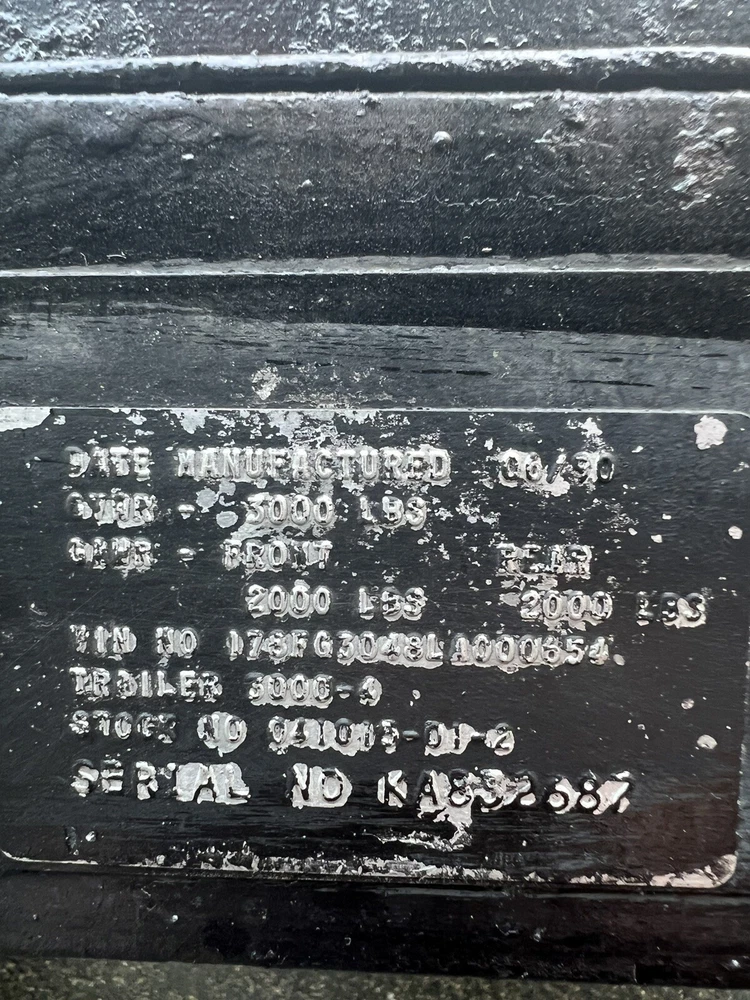 DATE MANUFACTURED 06/90
GVWR - 3000 LBS
GAWR - FRONT REAR
2000 LBS 2000 LBS
VIN NO
TRAILER 3000-4
STOCK NO
SERIAL NO